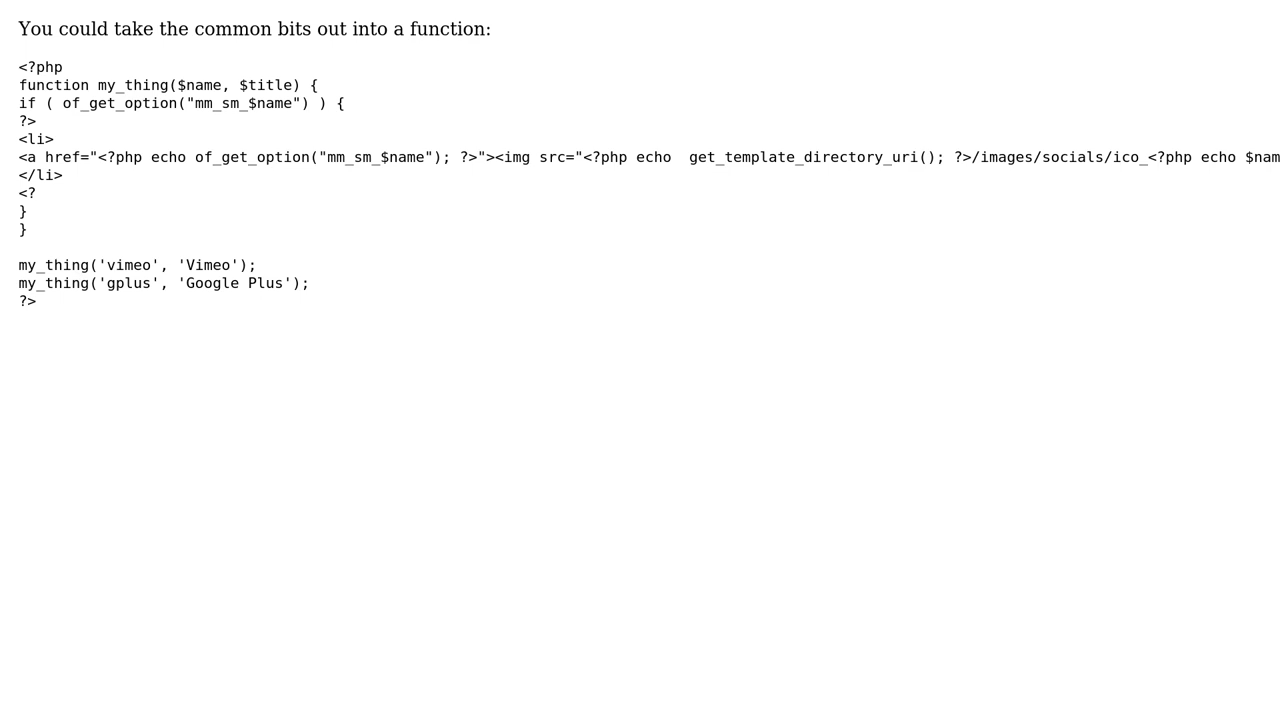 You could take the common bits out into a function:
<?php
function my_thing($name, $title) {
if ( of_get_option("mm_sm_$name") ) {
?>
<li>
<a href="<?php echo of_get_option("mm_sm_$name"); ?>"><img src="<?php echo  get_template_directory_uri(); ?>/images/socials/ico_<?php echo $nam
</li>
<?
}
}

my_thing('vimeo', 'Vimeo');
my_thing('gplus', 'Google Plus');
?>